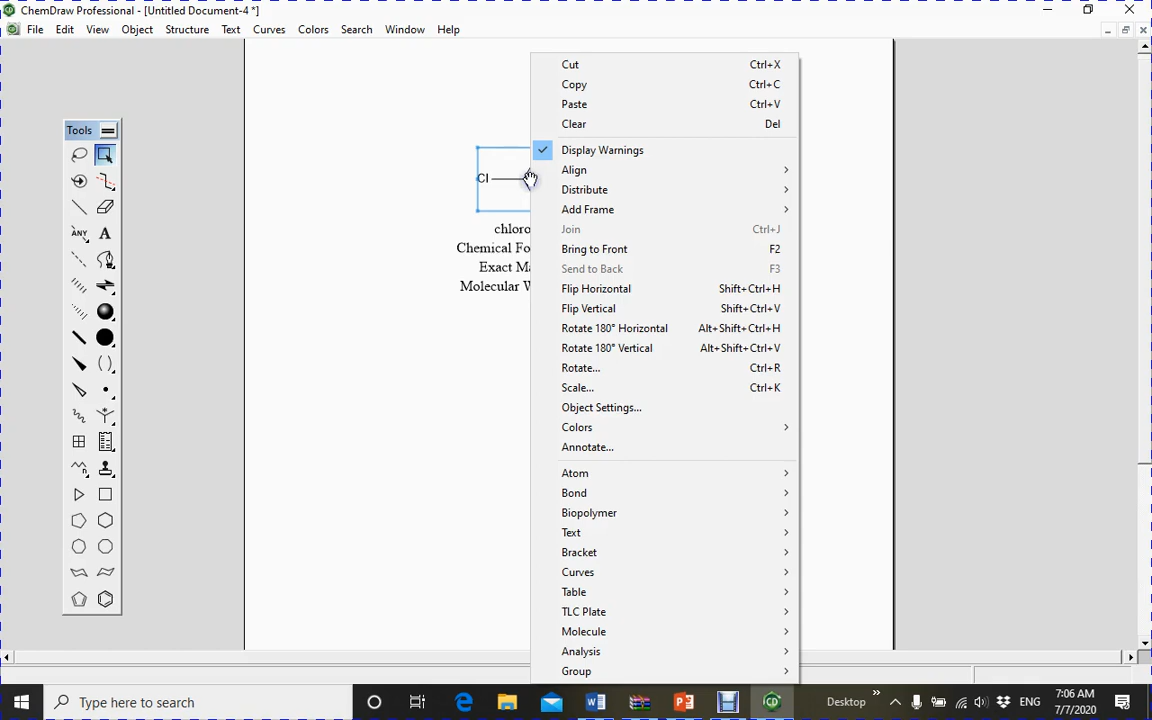 ChemDraw Professional - [Untitled Document-4 *]
File Edit View Object Structure Text Curves Colors Search Window Help
Tools
ANY A
Cl
chloro
Chemical Fo
Exact Ma
Molecular W
Cut Ctrl+X
Copy Ctrl+C
Paste Ctrl+V
Clear Del
Display Warnings
Align
Distribute
Add Frame
Join Ctrl+J
Bring to Front F2
Send to Back F3
Flip Horizontal Shift+Ctrl+H
Flip Vertical Shift+Ctrl+V
Rotate 180° Horizontal Alt+Shift+Ctrl+H
Rotate 180° Vertical Alt+Shift+Ctrl+V
Rotate... Ctrl+R
Scale... Ctrl+K
Object Settings...
Colors
Annotate...
Atom
Bond
Biopolymer
Text
Bracket
Curves
Table
TLC Plate
Molecule
Analysis
Group
Type here to search
Desktop
ENG
7:06 AM
7/7/2020